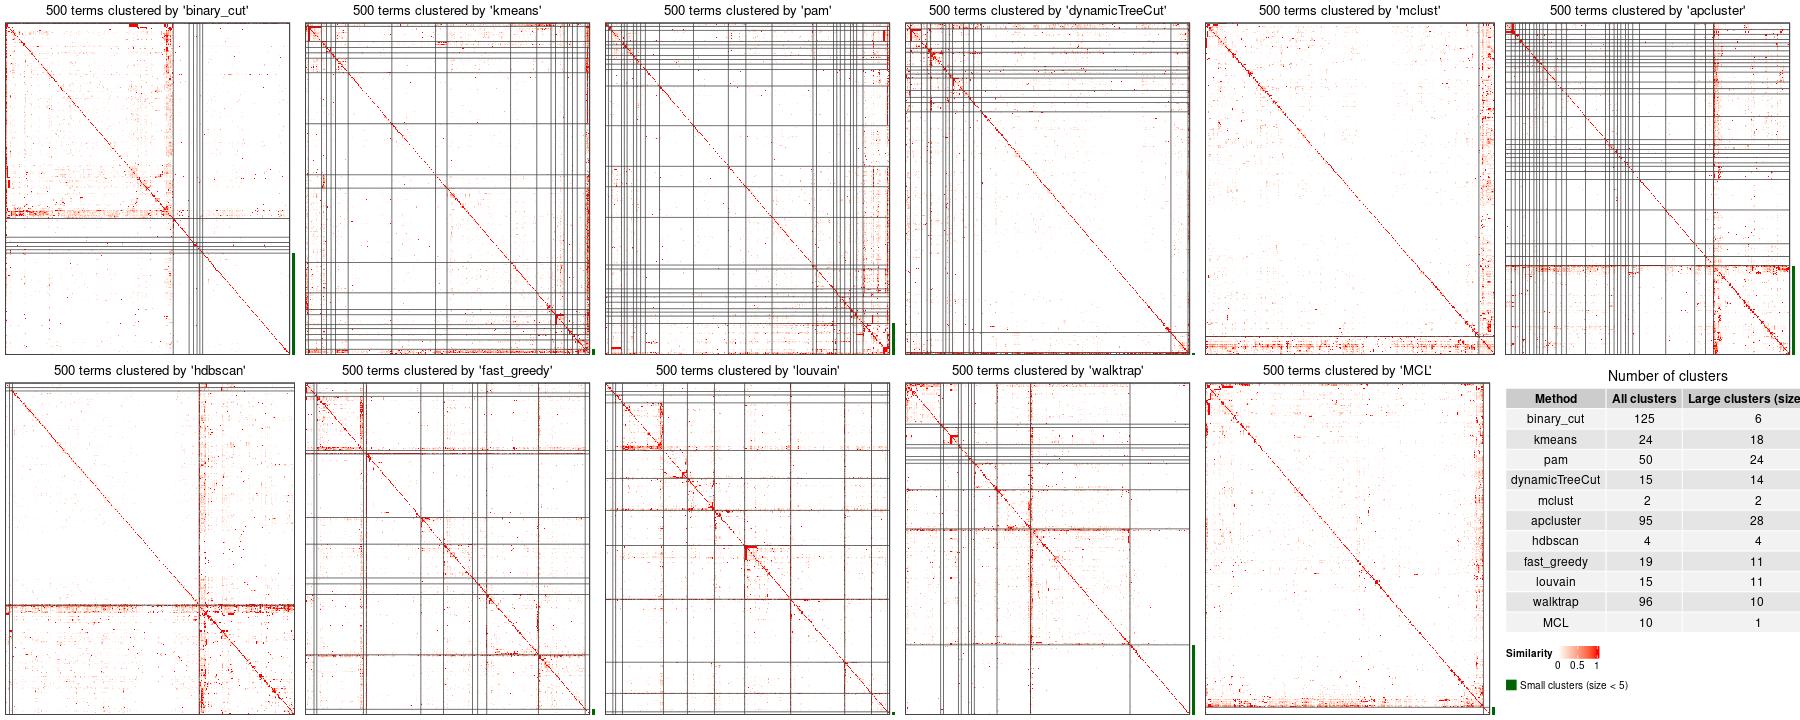 500 terms clustered by 'binary_cut'
500 terms clustered by 'kmeans'
500 terms clustered by 'pam'
500 terms clustered by 'dynamicTreeCut'
500 terms clustered by 'mclust'
500 terms clustered by 'apcluster'
500 terms clustered by 'hdbscan'
500 terms clustered by 'fast_greedy'
500 terms clustered by 'louvain'
500 terms clustered by 'walktrap'
500 terms clustered by 'MCL'
Number of clusters
Method All clusters Large clusters (size
binary_cut 125 6
kmeans 24 18
pam 50 24
dynamicTreeCut 15 14
mclust 2 2
apcluster 95 28
hdbscan 4 4
fast_greedy 19 11
louvain 15 11
walktrap 96 10
MCL 10 1
Similarity
0 0.5 1
Small clusters (size < 5)